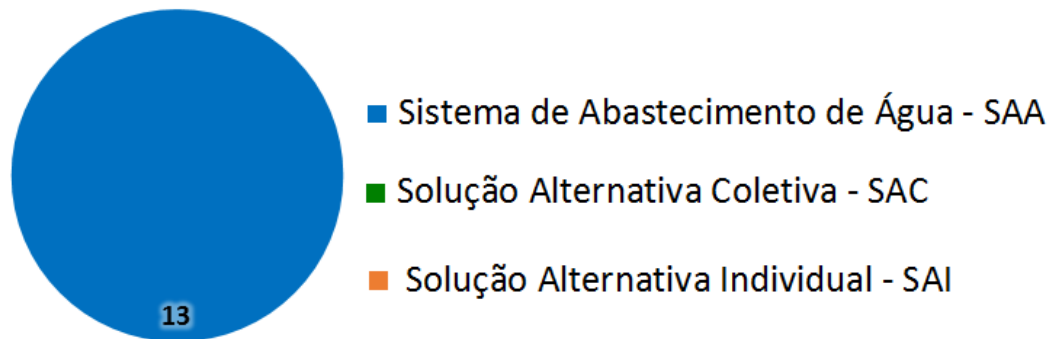 Sistema de Abastecimento de Água - SAA
Solução Alternativa Coletiva - SAC
Solução Alternativa Individual - SAI
13